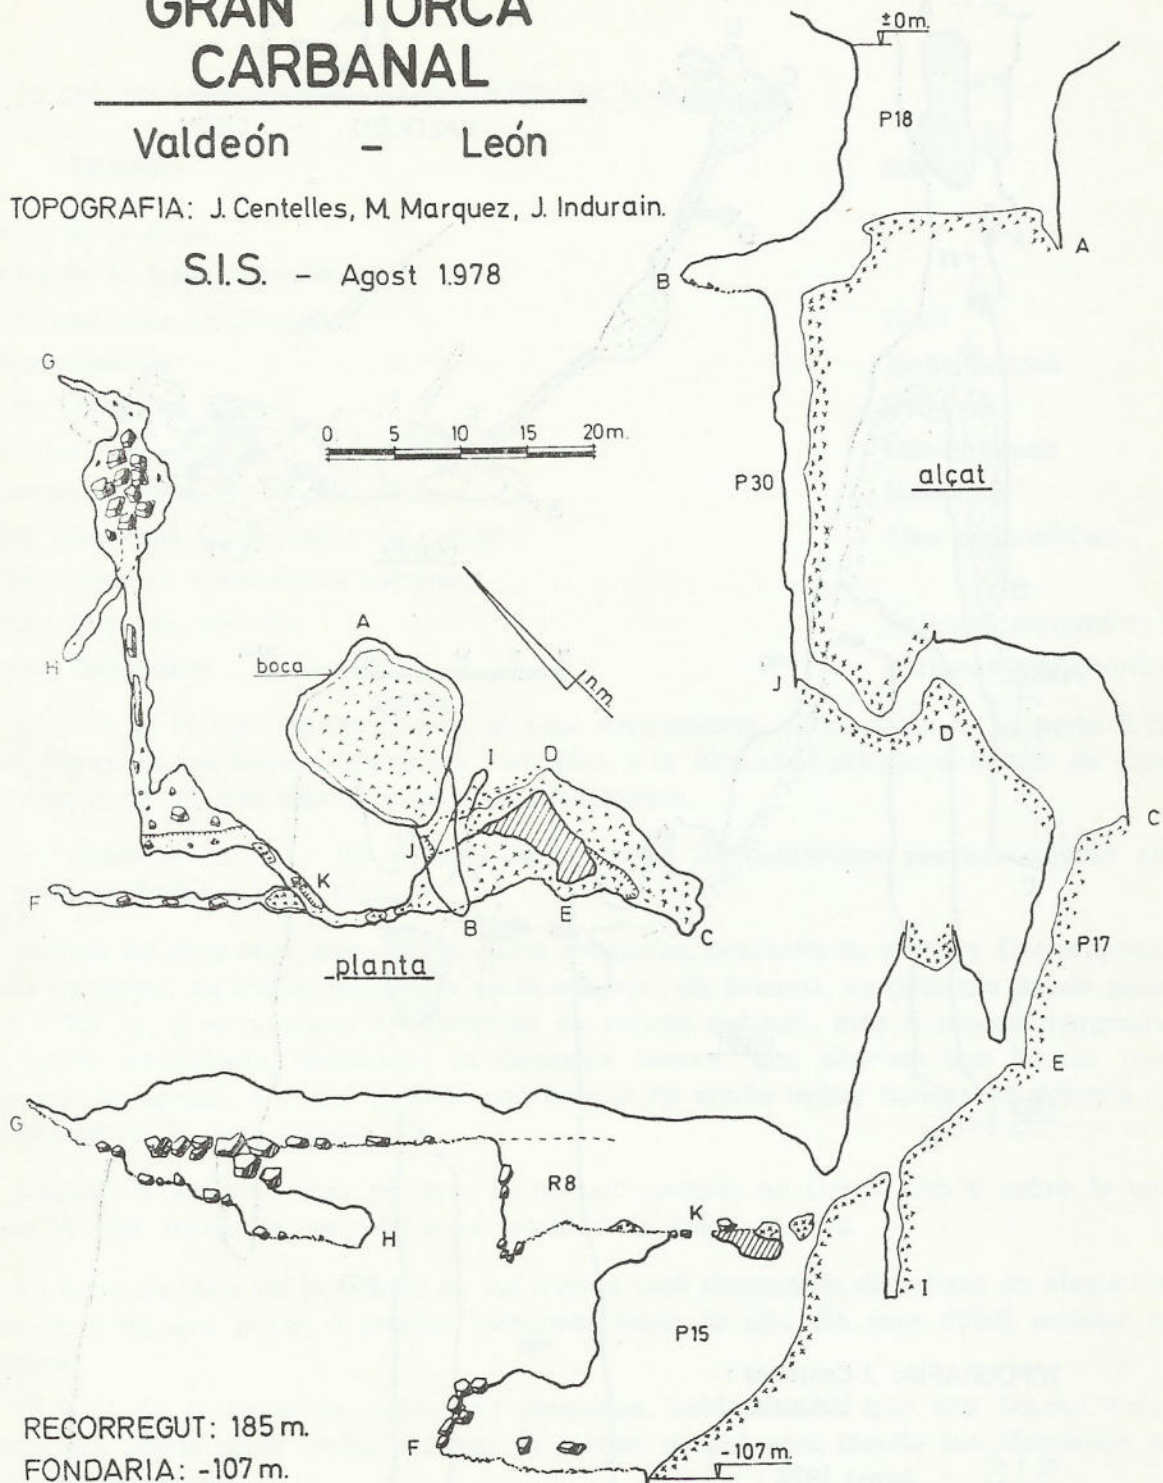 GRAN TORCA
CARBANAL
Valdeón - León
TOPOGRAFIA: J. Centelles, M. Marquez, J. Indurain.
S.I.S. - Agost 1.978
±0m.
P18
A
B
G
0. 5 10 15 20m.
P30
alçat
H
A
boca
n.m.
I
D
J
D
J
K
F
B
E
C
C
planta
P17
E
G
R8
K
H
I
P15
F
-107 m.
RECORREGUT: 185 m.
FONDARIA: -107 m.